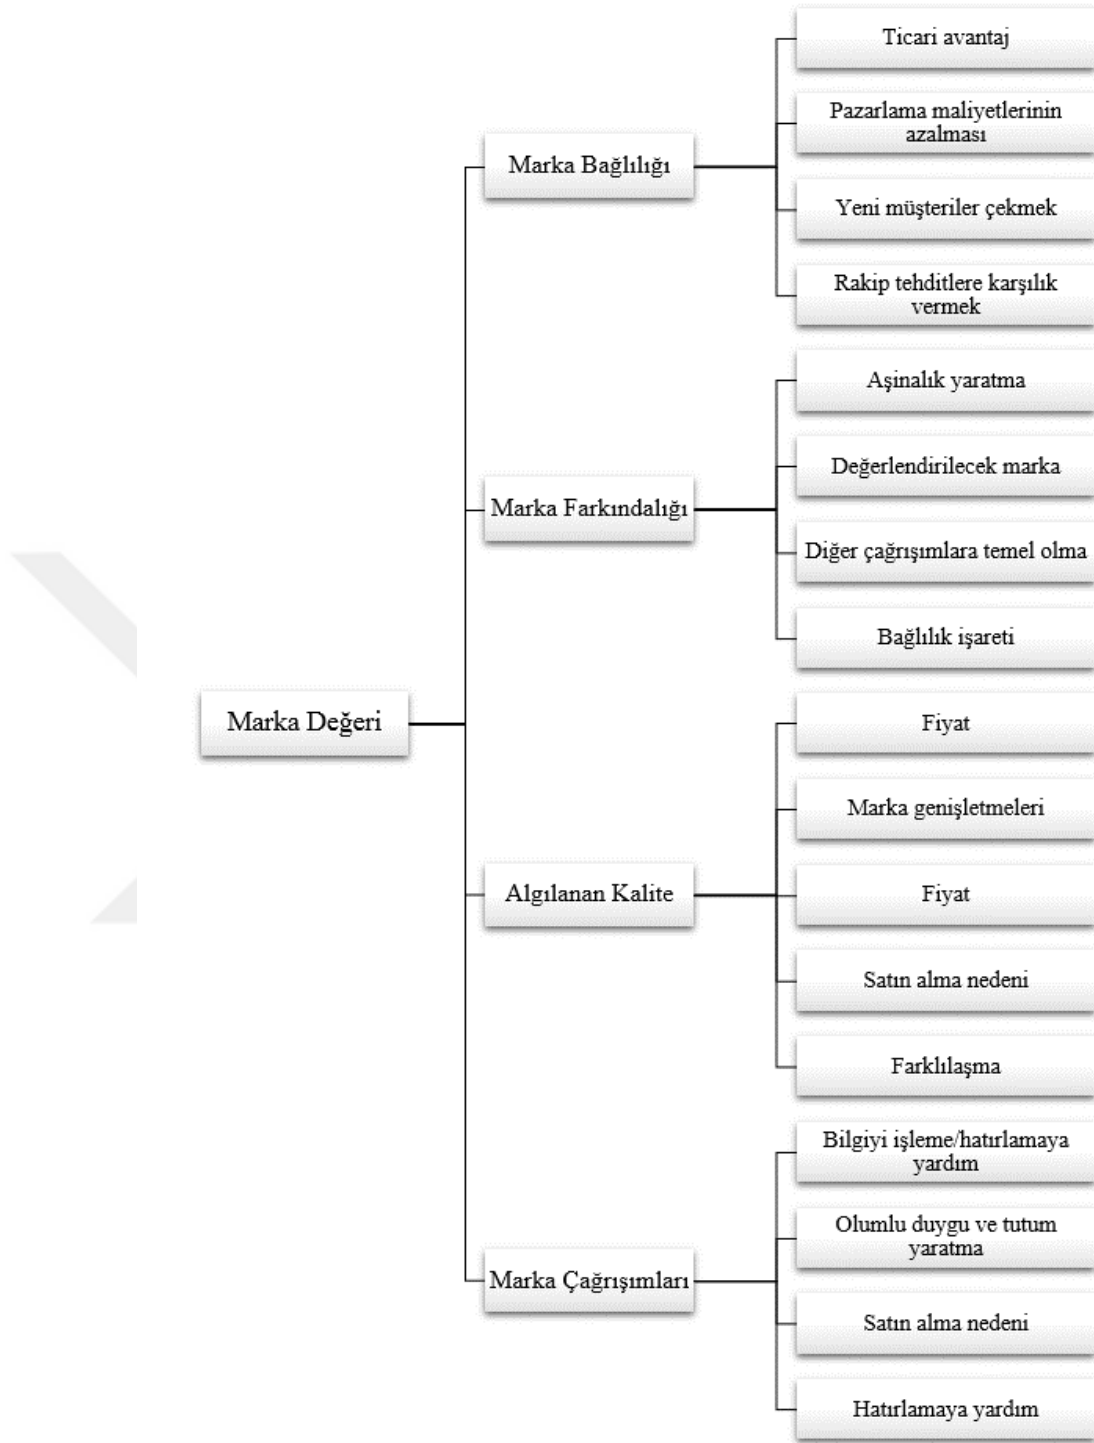 Marka Değeri
Marka Bağlılığı
Ticari avantaj
Pazarlama maliyetlerinin
azalması
Yeni müşteriler çekmek
Rakip tehditlere karşılık
vermek
Marka Farkındalığı
Aşinalık yaratma
Değerlendirilecek marka
Diğer çağrışımlara temel olma
Bağlılık işareti
Algılanan Kalite
Fiyat
Marka genişletmeleri
Fiyat
Satın alma nedeni
Farklılaşma
Marka Çağrışımları
Bilgiyi işleme/hatırlamaya
yardım
Olumlu duygu ve tutum
yaratma
Satın alma nedeni
Hatırlamaya yardım